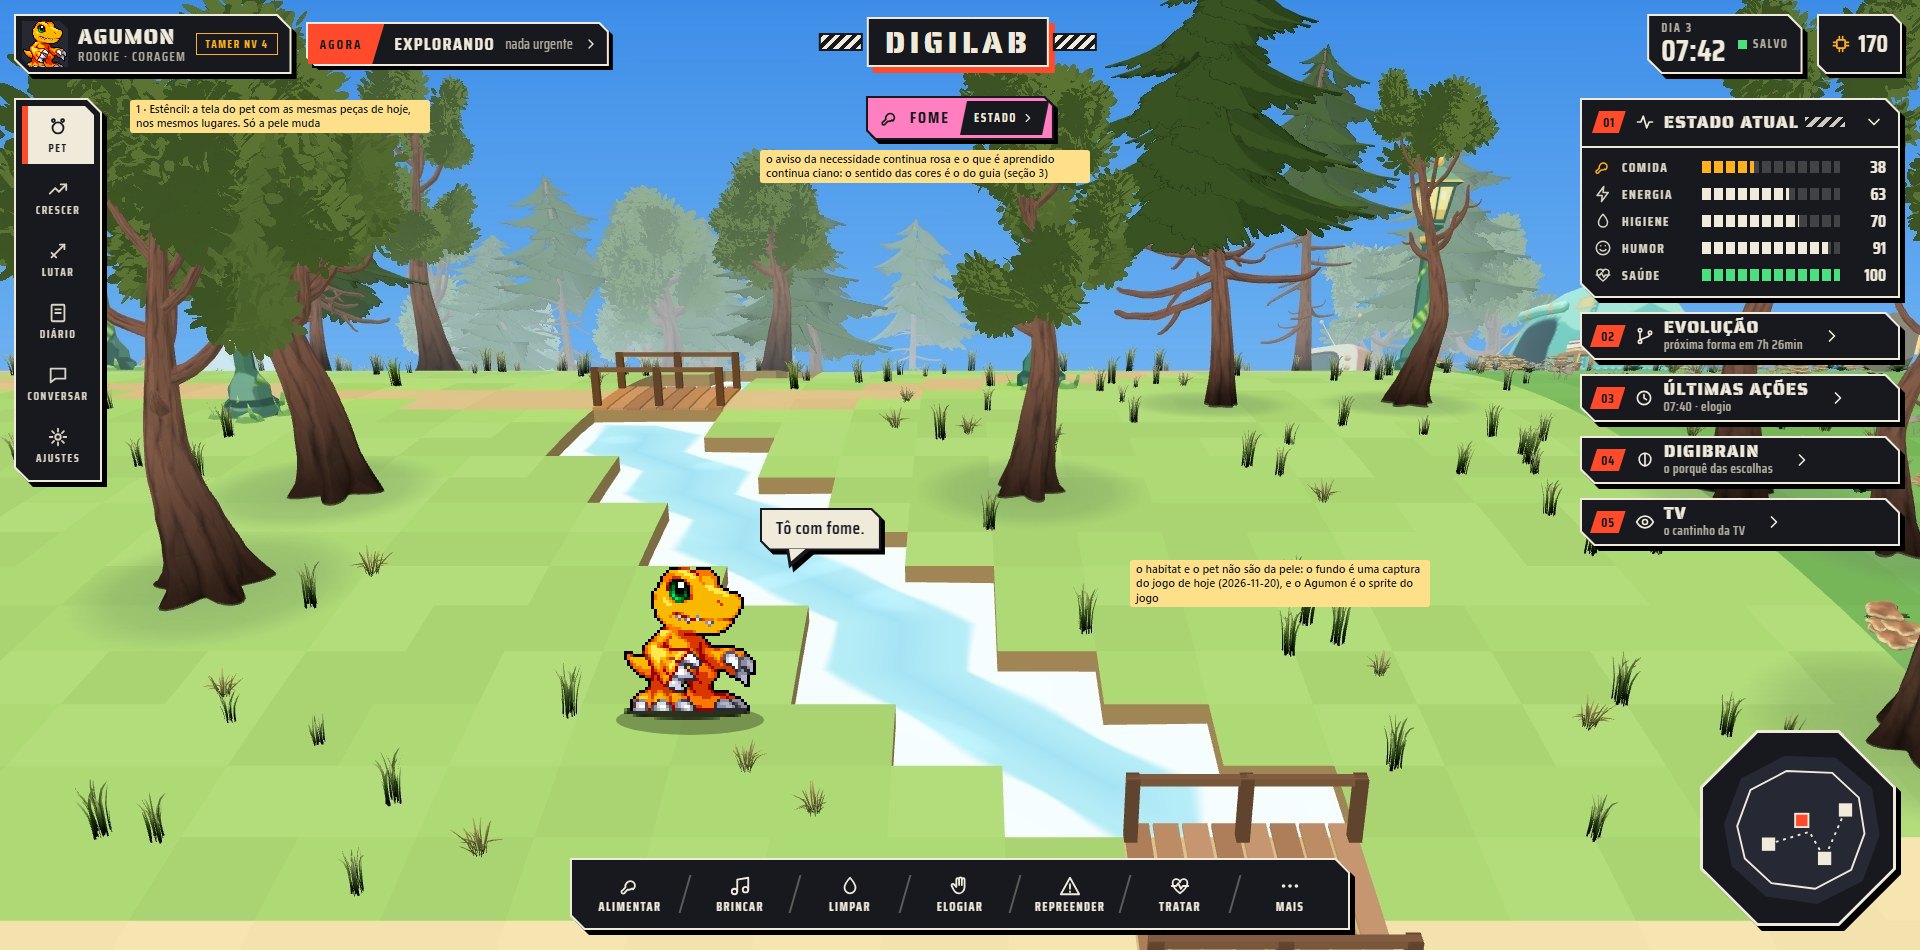 AGUMON
ROOKIE · CORAGEM
TAMER NV 4
AGORA
EXPLORANDO nada urgente
DIGILAB
DIA 3
07:42
SALVO
170
1 · Estêncil: a tela do pet com as mesmas peças de hoje,
nos mesmos lugares. Só a pele muda
FOME
ESTADO
o aviso da necessidade continua rosa e o que é aprendido
continua ciano: o sentido das cores é o do guia (seção 3)
PET
CRESCER
LUTAR
DIÁRIO
CONVERSAR
AJUSTES
01 ESTADO ATUAL
COMIDA 38
ENERGIA 63
HIGIENE 70
HUMOR 91
SAÚDE 100
02 EVOLUÇÃO
próxima forma em 7h 26min
03 ÚLTIMAS AÇÕES
07:40 · elogio
04 DIGIBRAIN
o porquê das escolhas
05 TV
o cantinho da TV
Tô com fome.
o habitat e o pet não são da pele: o fundo é uma captura
do jogo de hoje (2026-11-20), e o Agumon é o sprite do
jogo
ALIMENTAR
BRINCAR
LIMPAR
ELOGIAR
REPREENDER
TRATAR
MAIS